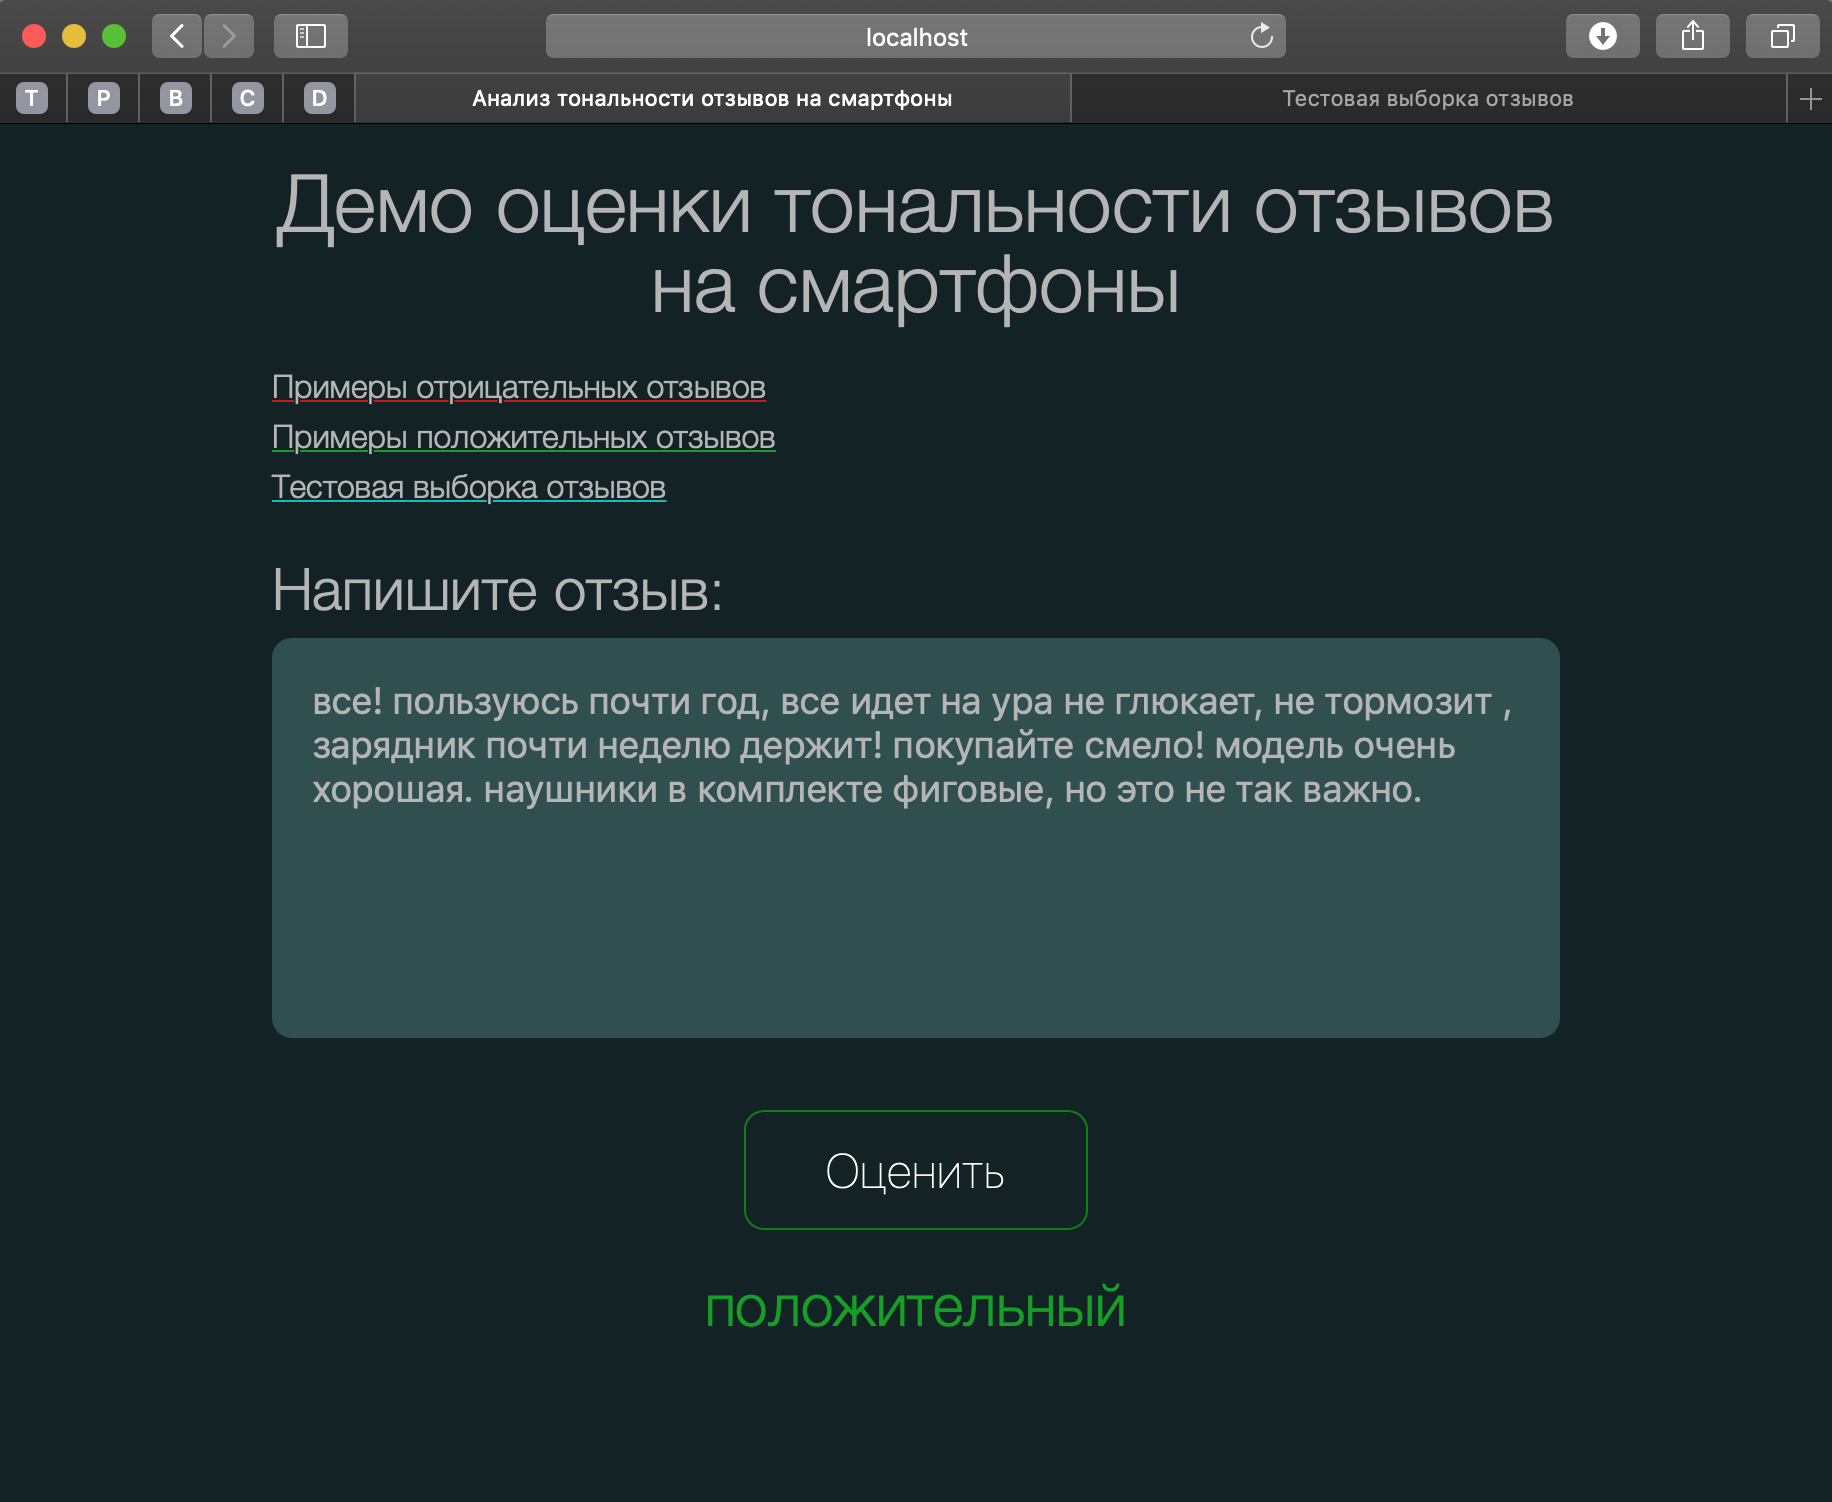 localhost
T P B C D Анализ тональности отзывов на смартфоны Тестовая выборка отзывов
Демо оценки тональности отзывов
на смартфоны
Примеры отрицательных отзывов
Примеры положительных отзывов
Тестовая выборка отзывов
Напишите отзыв:
все! пользуюсь почти год, все идет на ура не глюкает, не тормозит ,
зарядник почти неделю держит! покупайте смело! модель очень
хорошая. наушники в комплекте фиговые, но это не так важно.
Оценить
положительный